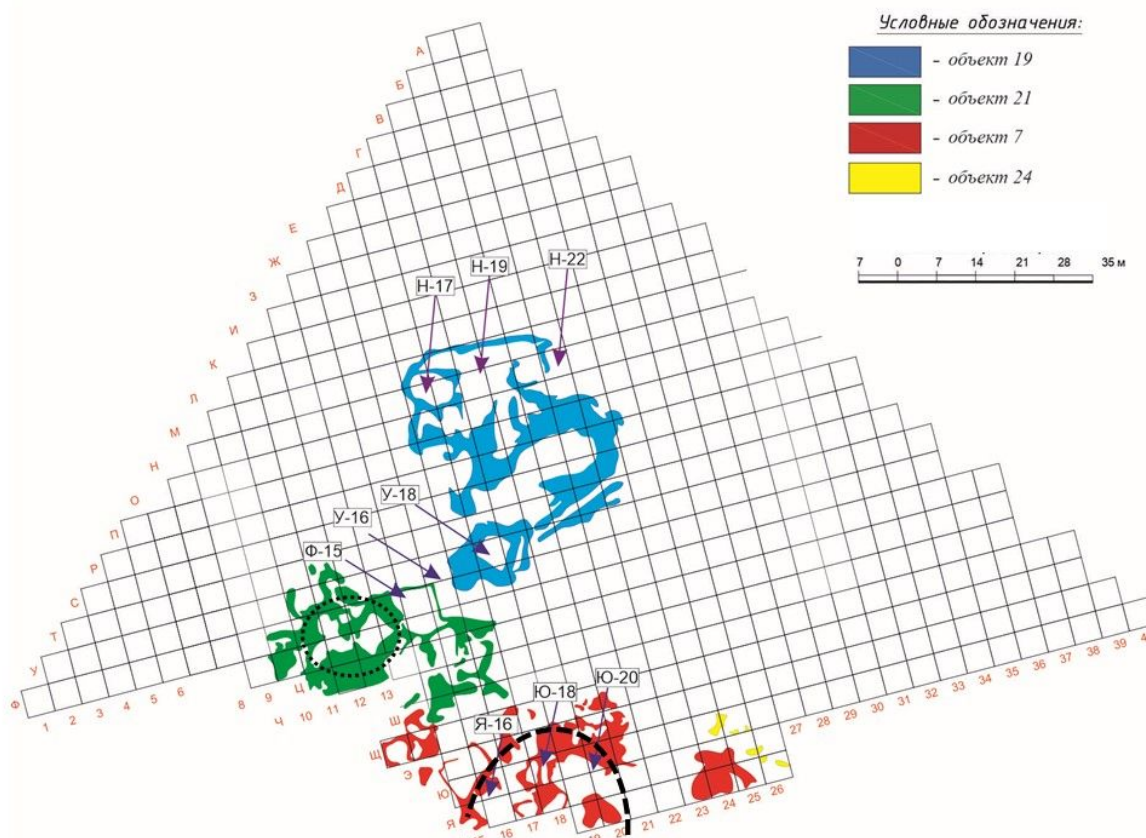 Условные обозначения:
- объект 19
- объект 21
- объект 7
- объект 24
7 0 7 14 21 28 35 м
А
Б
В
Г
Д
Е
Ж
З
И
К
Л
М
Н
О
П
Р
С
Т
У
Ф
Н-17
Н-19
Н-22
У-18
У-16
Ф-15
Ю-20
Ю-18
Я-16
1 2 3 4 5 6
8 9
Ц
Ч
10 11 12 13
Ш
Щ
Э
Ю
Я
16 17 18
20 21 22 23 24 25 26
27 28 29 30 31 32 33 34 35 36 37 38 39